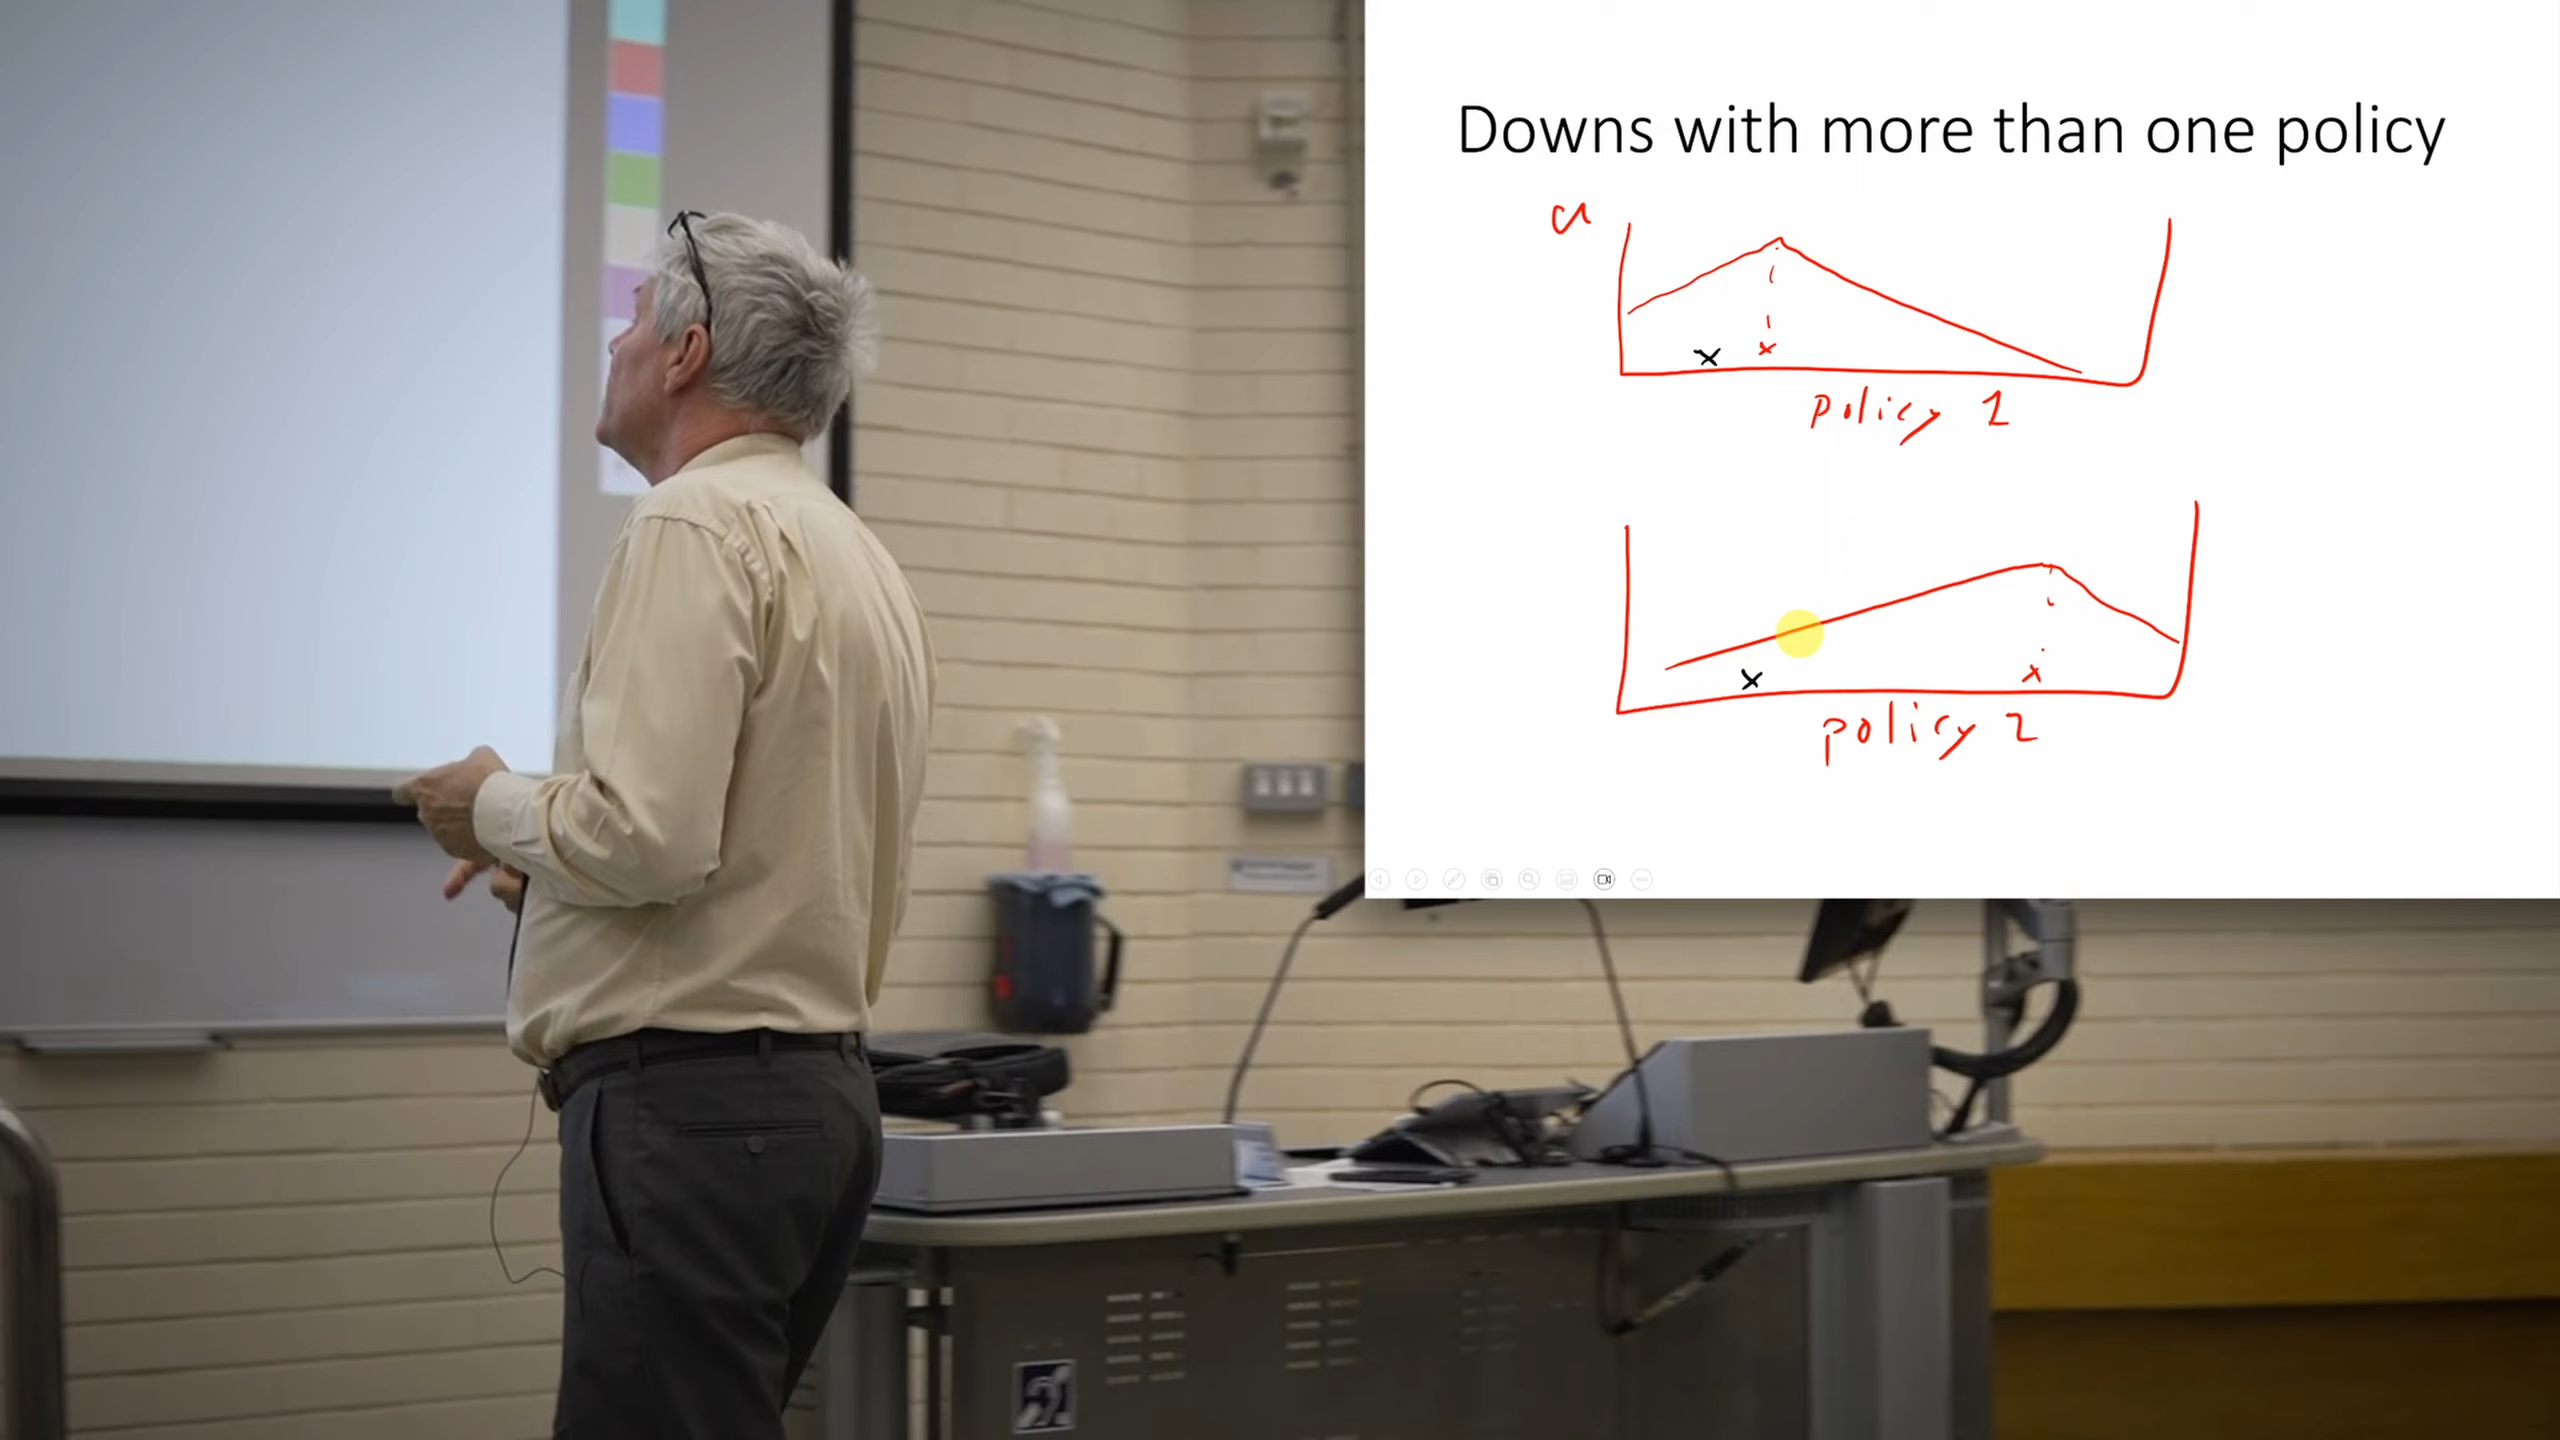 Downs with more than one policy
u
x x
policy 1
x x
policy 2